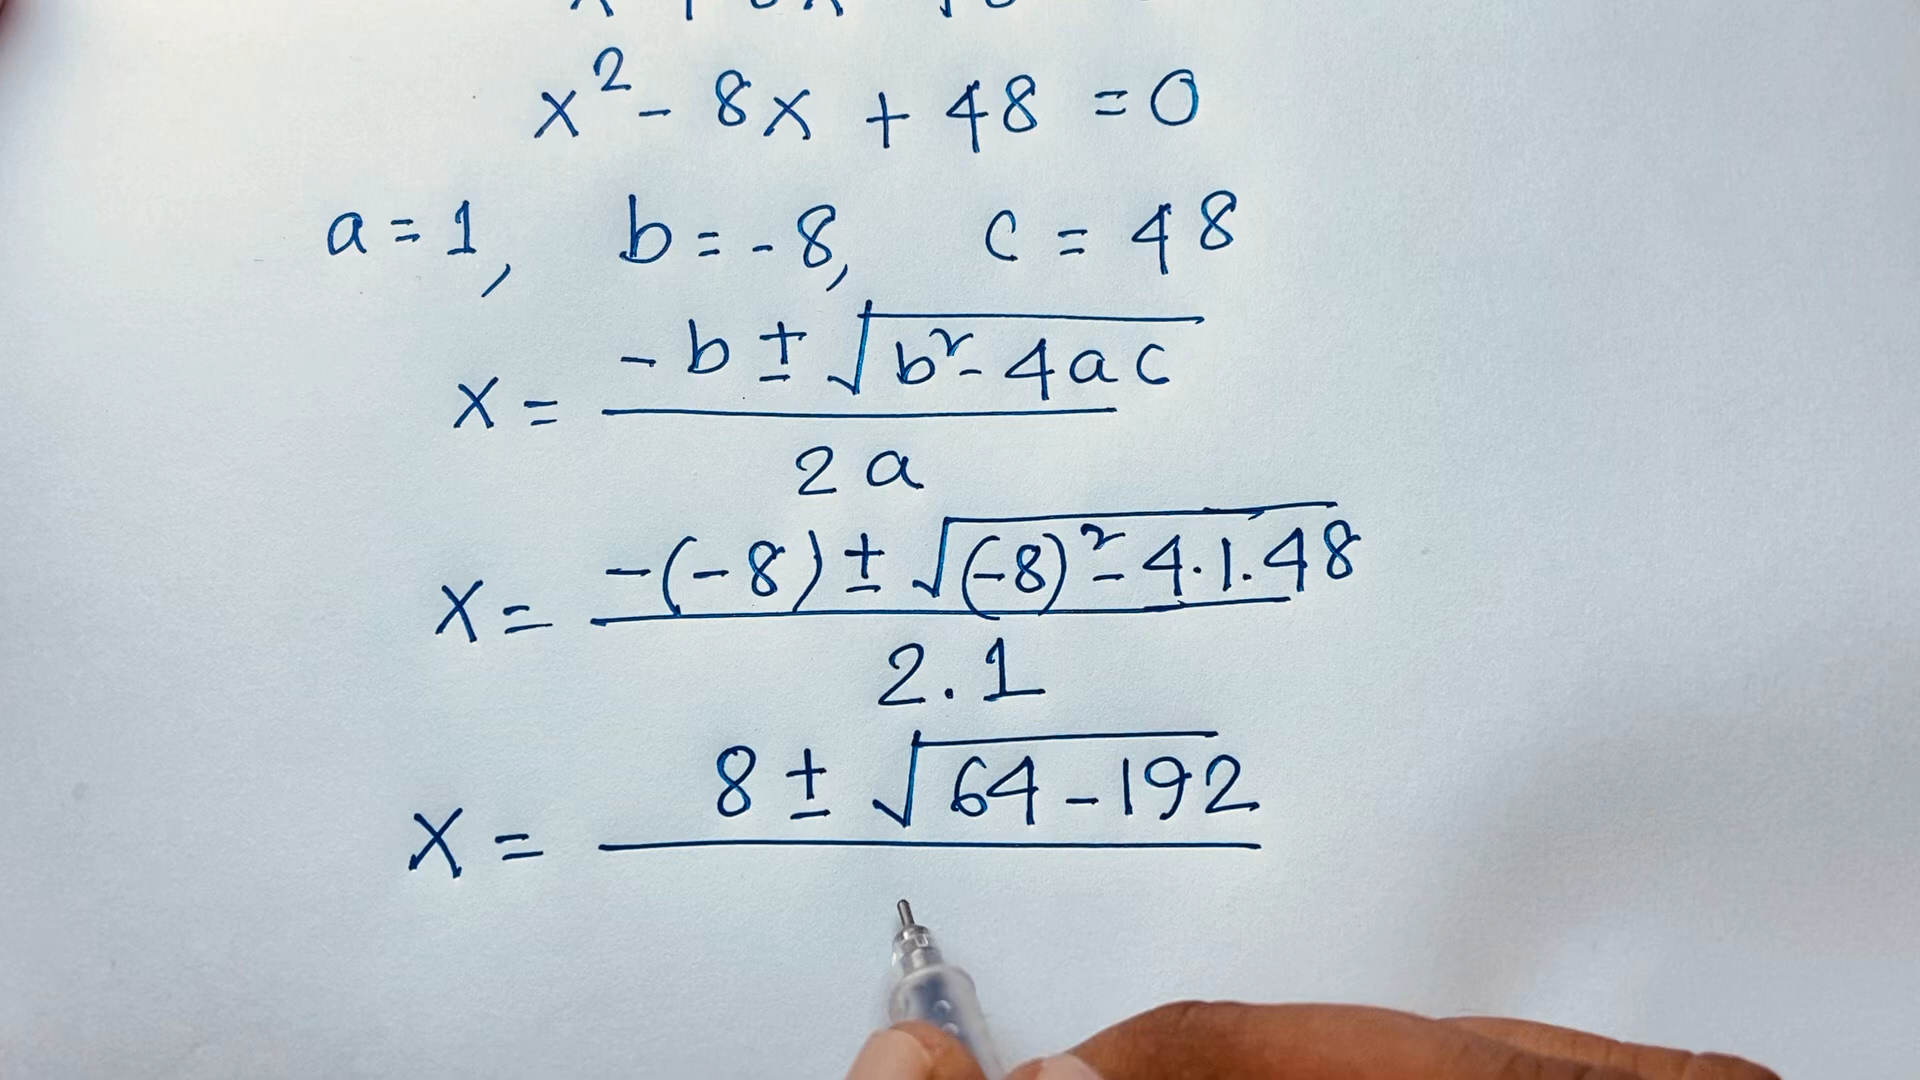 x² - 8x + 48 = 0
a = 1, b = -8, c = 48
x = -b ± √b² - 4ac
2a
x = -(-8) ± √(-8)² - 4.1.48
2.1
x = 8 ± √64 - 192